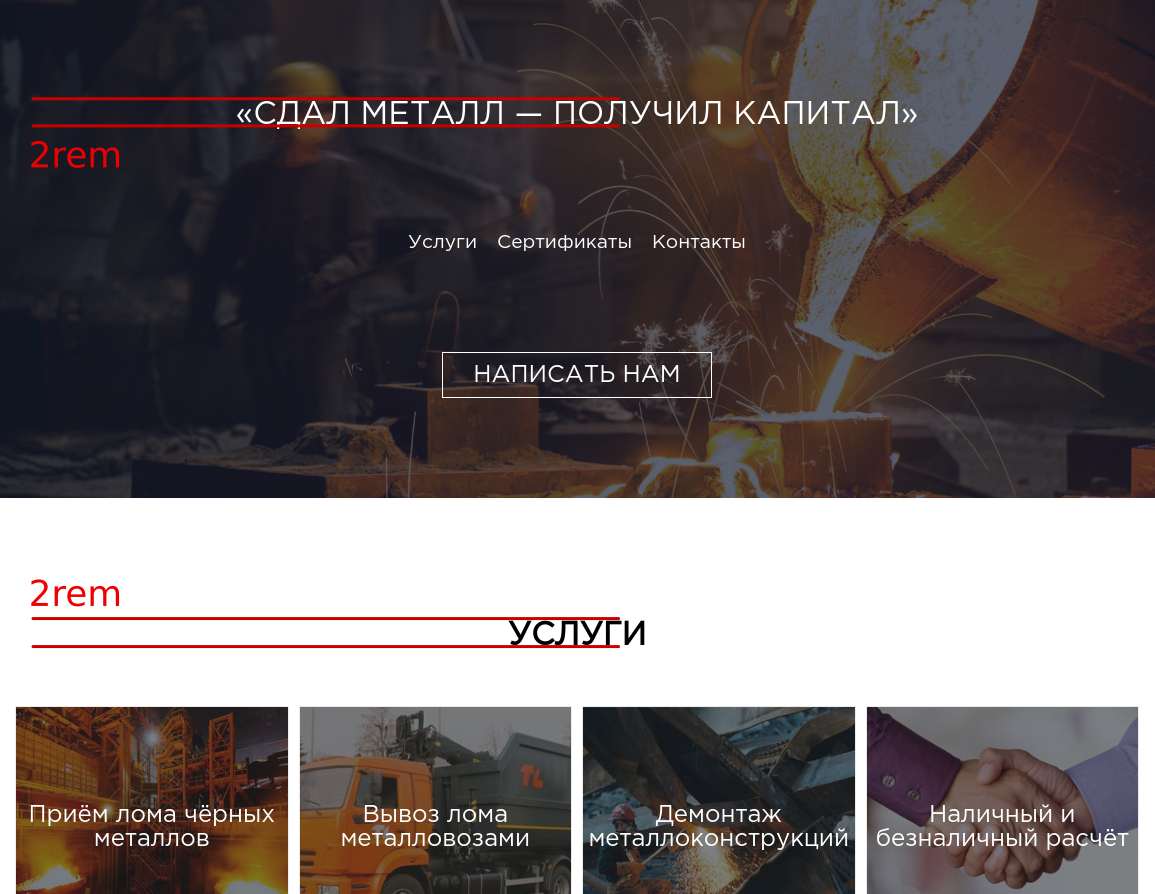 «СДАЛ МЕТАЛЛ — ПОЛУЧИЛ КАПИТАЛ»
2rem
Услуги Сертификаты Контакты
НАПИСАТЬ НАМ
2rem
УСЛУГИ
Приём лома чёрных
металлов
Вывоз лома
металловозами
Демонтаж
металлоконструкций
Наличный и
безналичный расчёт